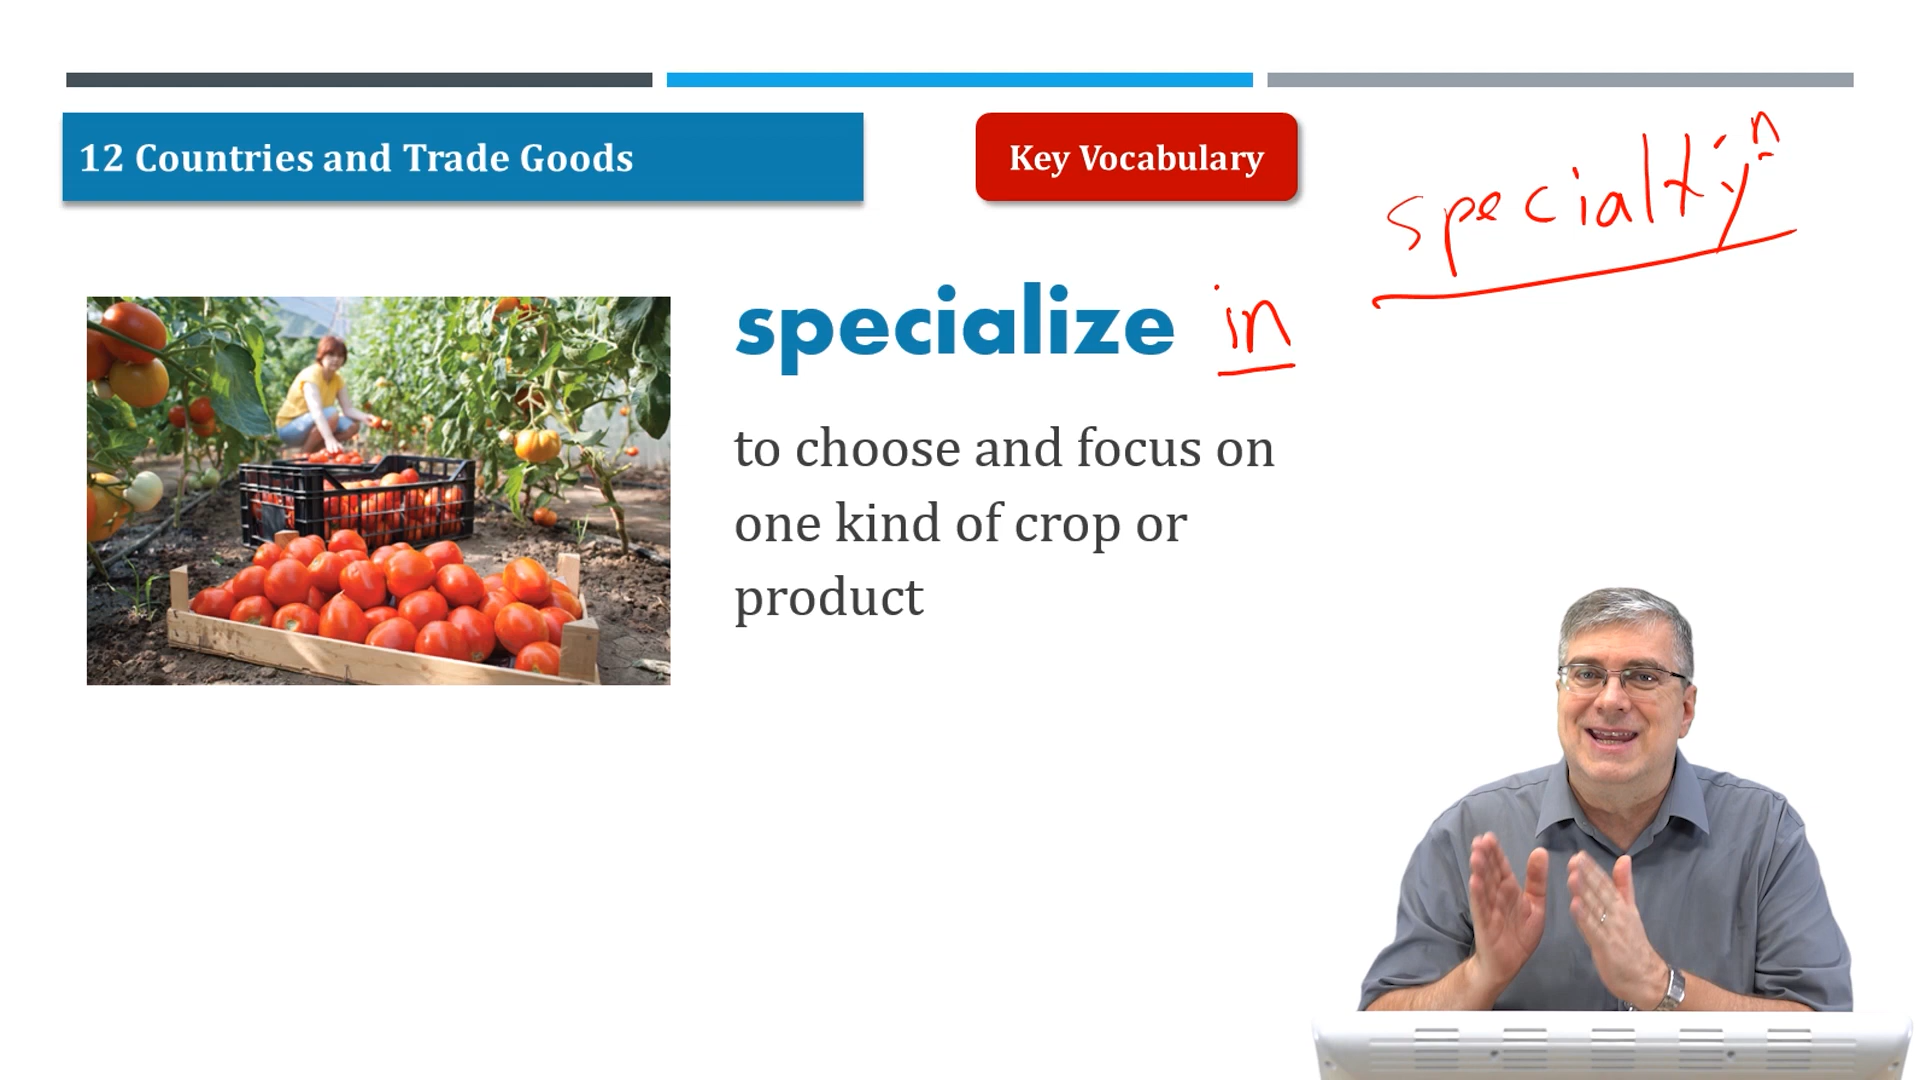 12 Countries and Trade Goods
Key Vocabulary
specialty n
specialize in
to choose and focus on
one kind of crop or
product